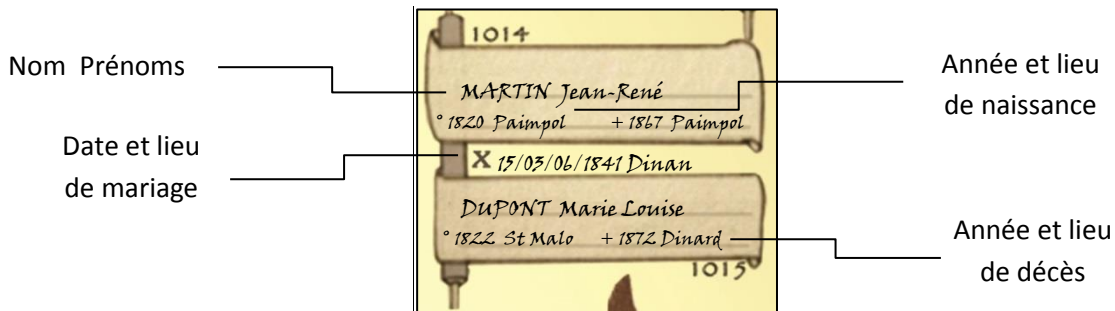 1014
Nom Prénoms
MARTIN Jean-René
° 1820 Paimpol + 1867 Paimpol
Année et lieu
de naissance
Date et lieu
de mariage
X 15/03/06/1841 Dinan
DUPONT Marie Louise
° 1822 St Malo + 1872 Dinard
Année et lieu
de décès
1015